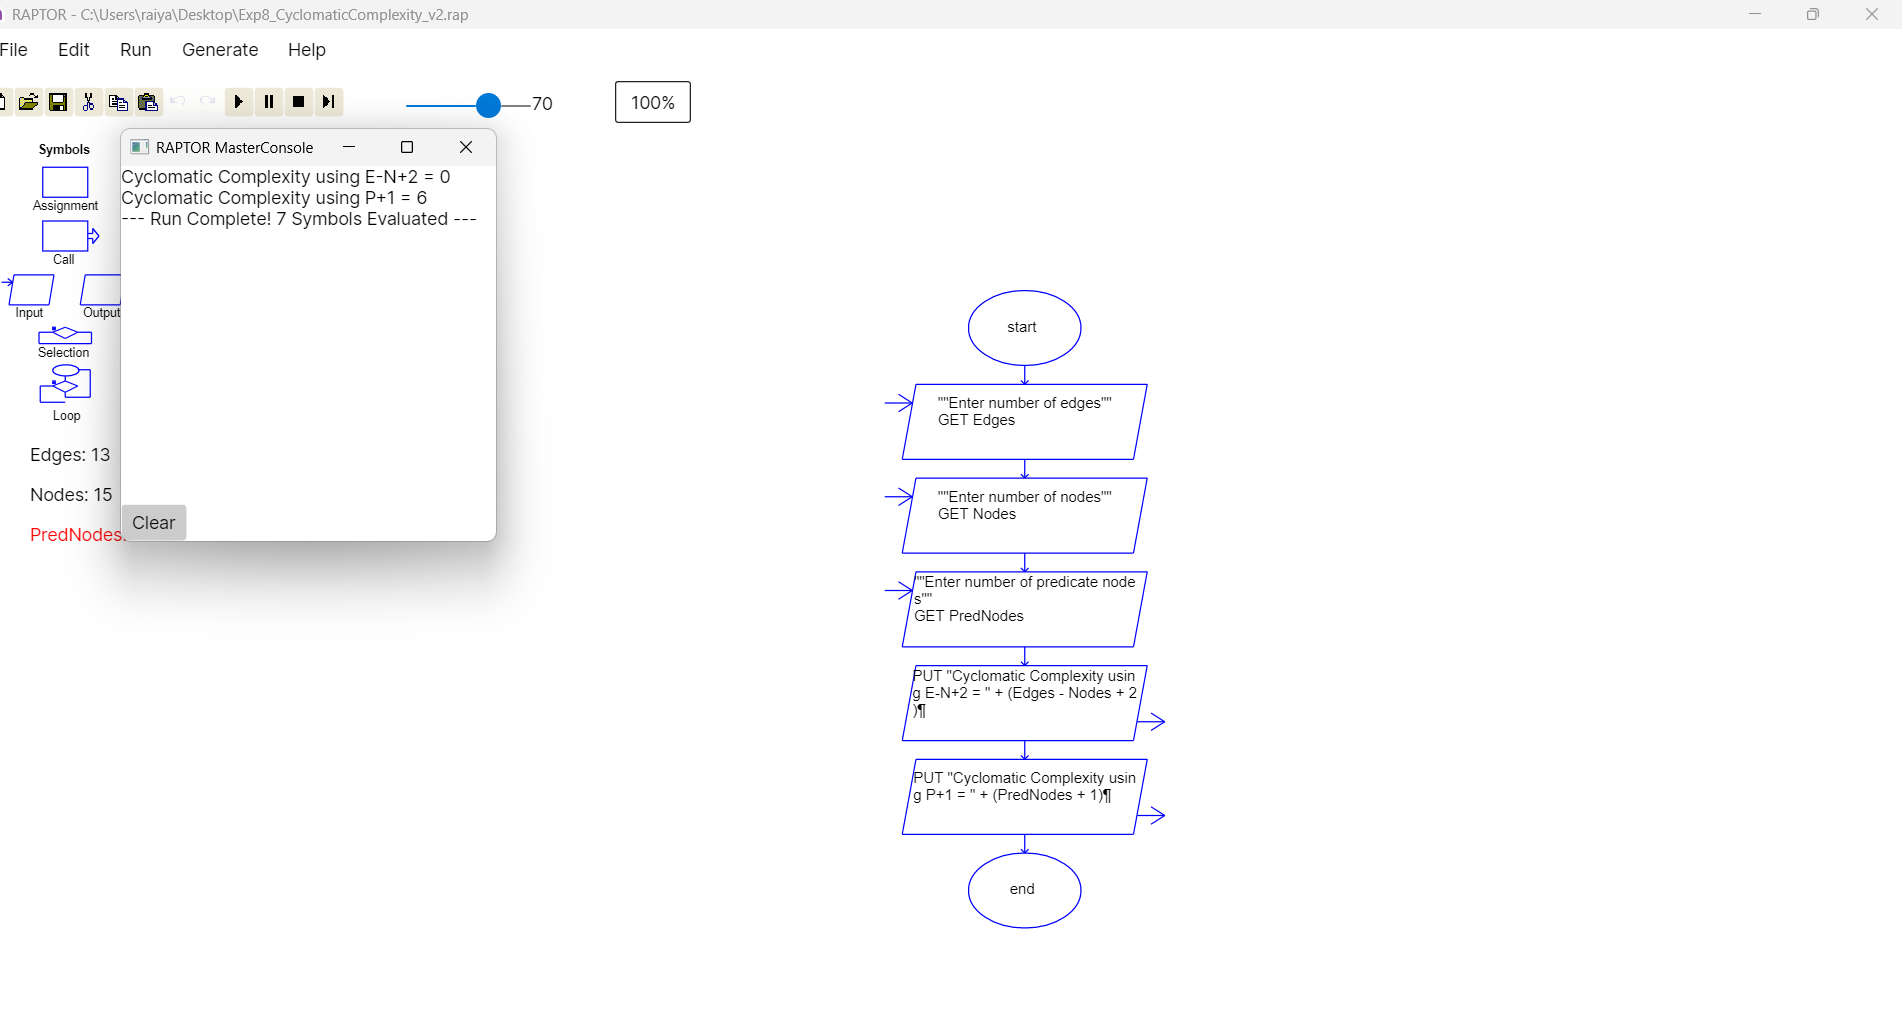 RAPTOR - C:\Users\raiya\Desktop\Exp8_CyclomaticComplexity_v2.rap
File Edit Run Generate Help
70
100%
Symbols
Assignment
Call
Input Output
Selection
Loop
Edges: 13
Nodes: 15
PredNodes:
RAPTOR MasterConsole
Cyclomatic Complexity using E-N+2 = 0
Cyclomatic Complexity using P+1 = 6
--- Run Complete! 7 Symbols Evaluated ---
Clear
start
""Enter number of edges""
GET Edges
""Enter number of nodes""
GET Nodes
""Enter number of predicate node
s""
GET PredNodes
PUT "Cyclomatic Complexity usin
g E-N+2 = " + (Edges - Nodes + 2
)¶
PUT "Cyclomatic Complexity usin
g P+1 = " + (PredNodes + 1)¶
end